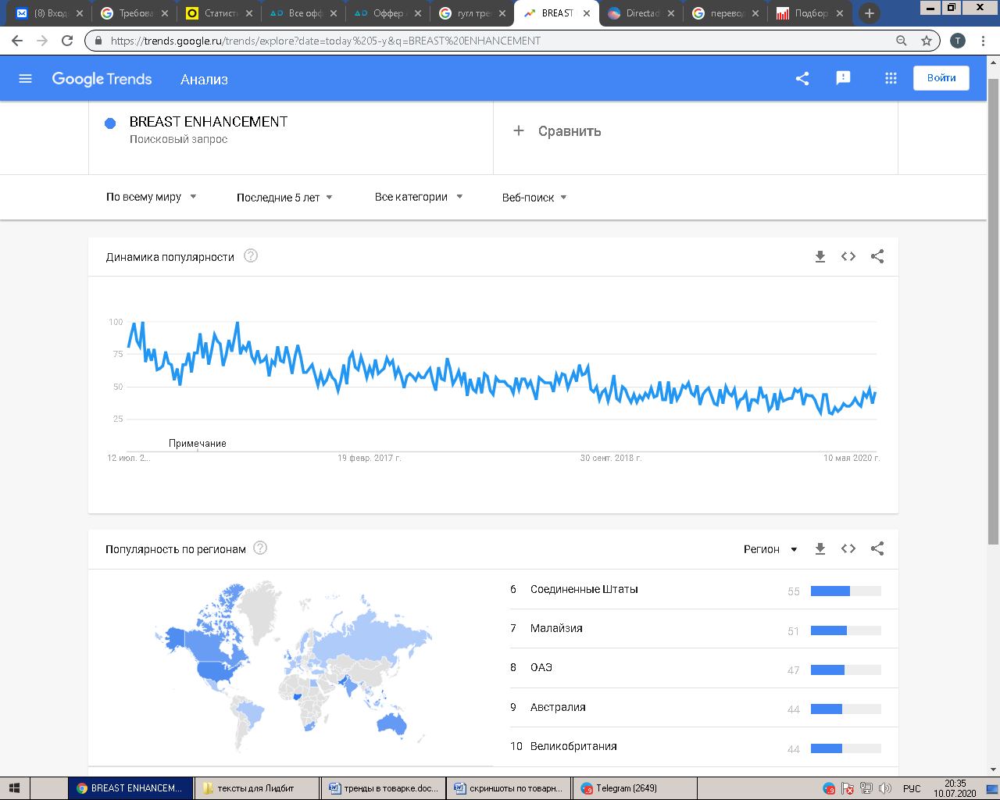 (8) Вход
Требова
Статист
Все офф
Оффер
гугл тре
BREAST
Directad
перевод
Подбор
https://trends.google.ru/trends/explore?date=today%205-y&q=BREAST%20ENHANCEMENT
T
Google Trends
Анализ
Войти
BREAST ENHANCEMENT
Поисковый запрос
+ Сравнить
По всему миру
Последние 5 лет
Все категории
Веб-поиск
Динамика популярности ?
100
75
50
25
Примечание
12 июл. 2...
19 февр. 2017 г.
30 сент. 2018 г.
10 мая 2020 г.
Популярность по регионам ?
Регион
6 Соединенные Штаты 55
7 Малайзия 51
8 ОАЭ 47
9 Австралия 44
10 Великобритания 44
BREAST ENHANCEM...
тексты для Лидбит
тренды в товарке.doc...
скриншоты по товарн...
Telegram (2649)
РУС
20:35
10.07.2020